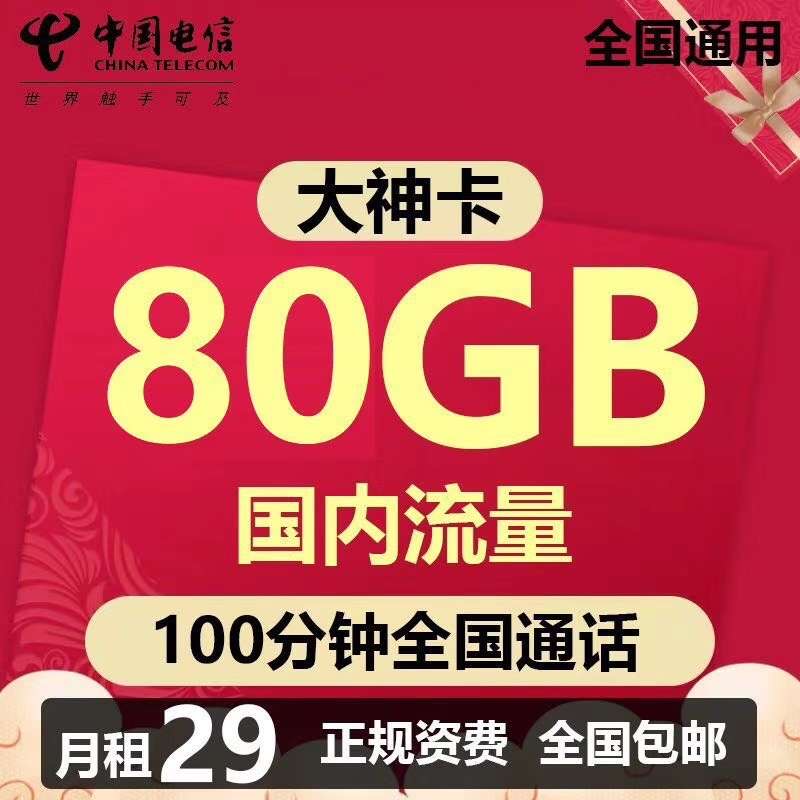 中国电信
CHINA TELECOM
世界触手可及
全国通用
大神卡
80GB
国内流量
100分钟全国通话
月租29 正规资费 全国包邮